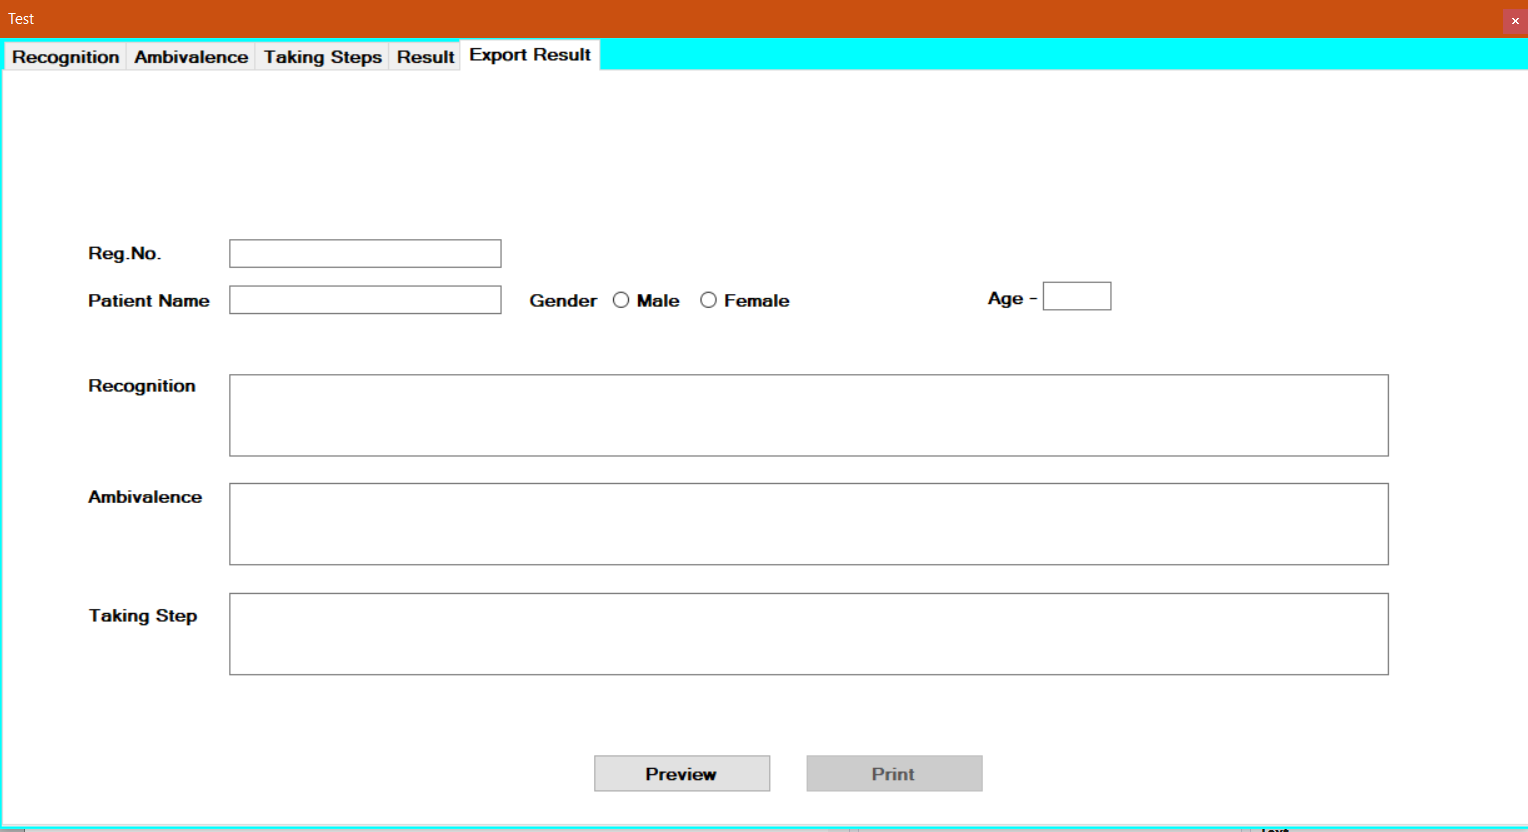 Test
×
Recognition Ambivalence Taking Steps Result Export Result
Reg.No.
Patient Name Gender Male Female Age -
Recognition
Ambivalence
Taking Step
Preview Print